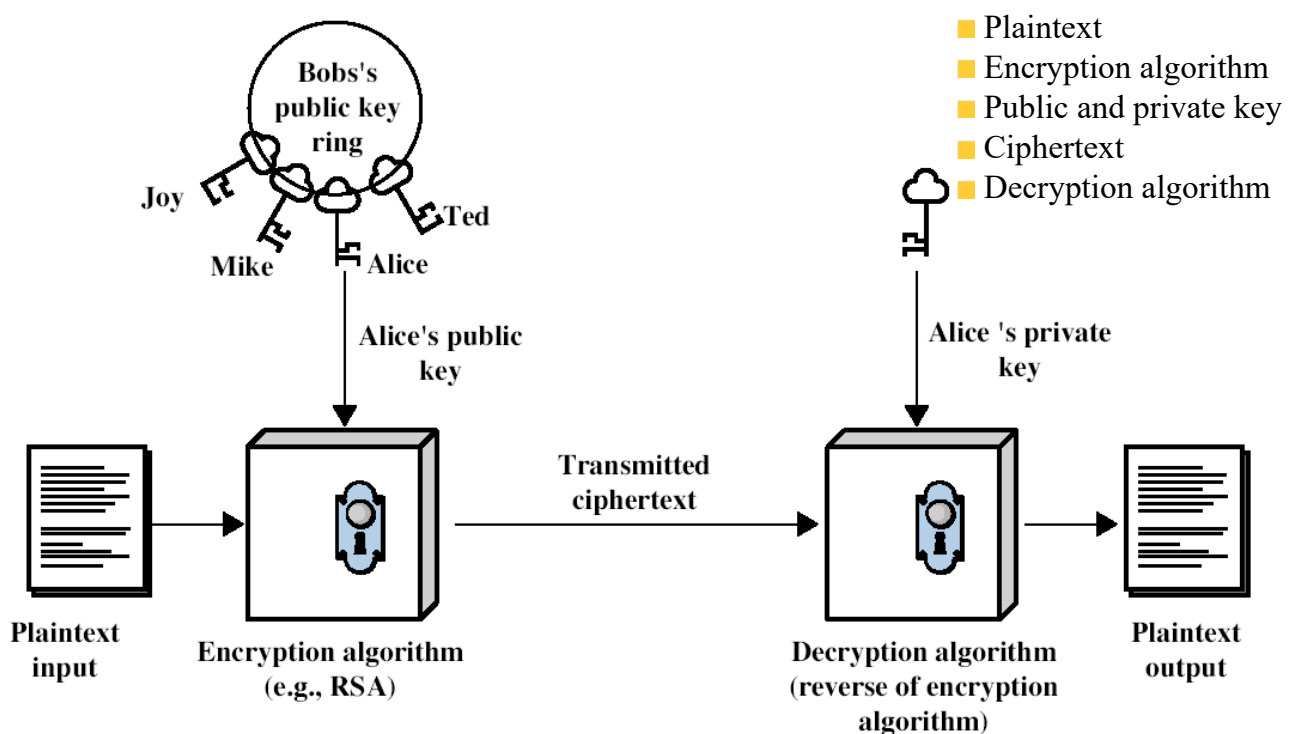 Bobs's
public key
ring
Joy
Mike
Alice
Ted
Plaintext
Encryption algorithm
Public and private key
Ciphertext
Decryption algorithm
Alice's public
key
Alice 's private
key
Transmitted
ciphertext
Plaintext
input
Encryption algorithm
(e.g., RSA)
Decryption algorithm
(reverse of encryption
algorithm)
Plaintext
output